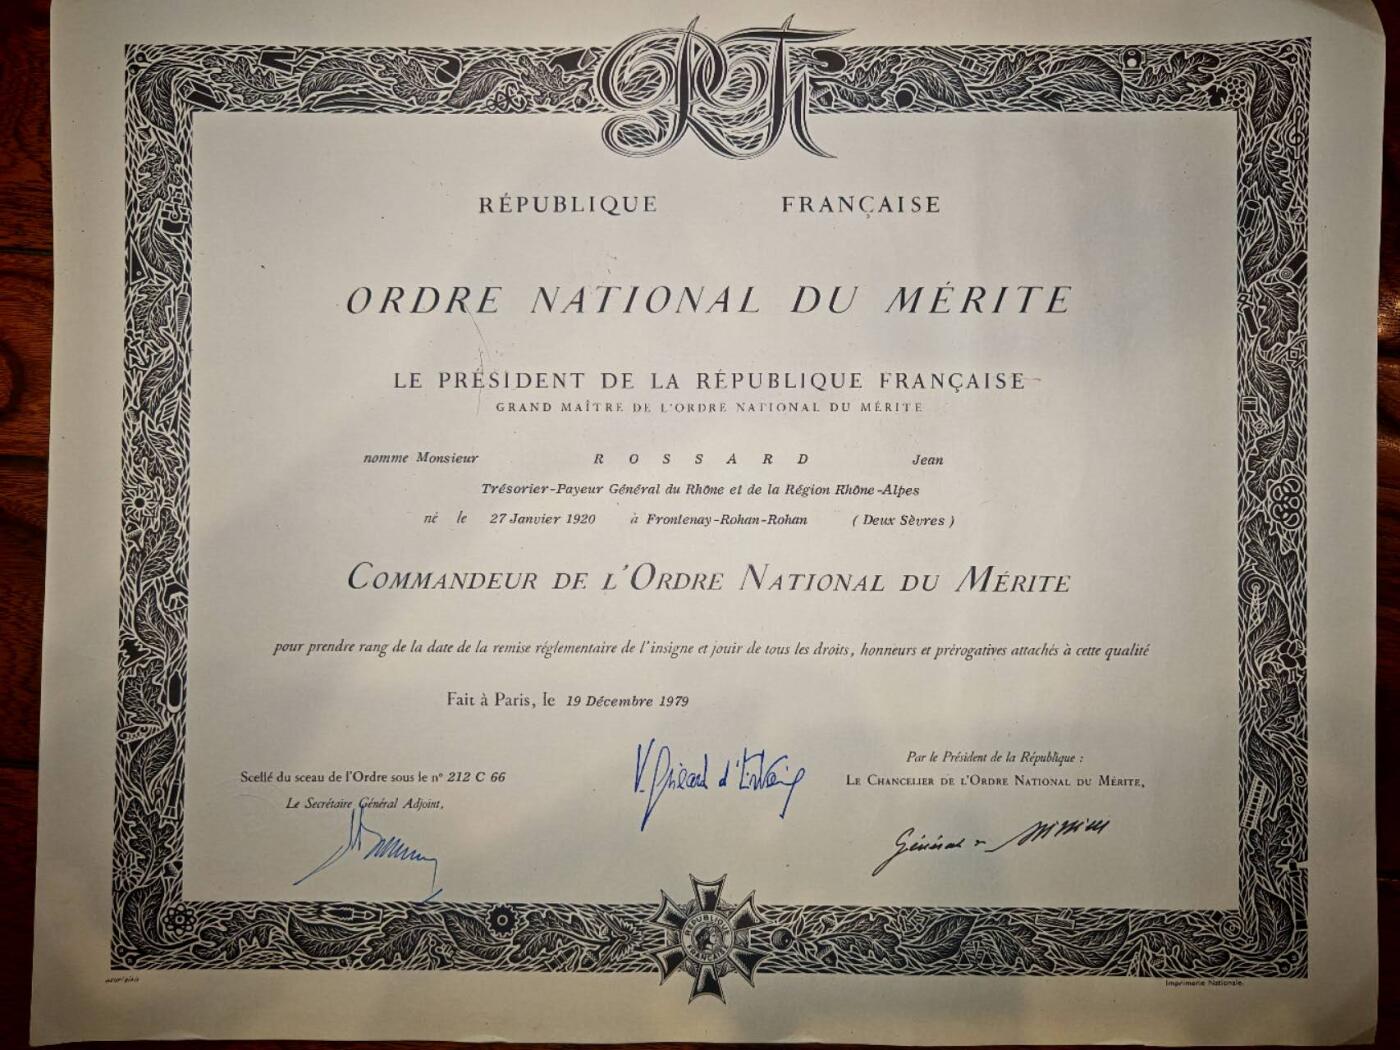 RF
RÉPUBLIQUE FRANÇAISE
ORDRE NATIONAL DU MÉRITE
LE PRÉSIDENT DE LA RÉPUBLIQUE FRANÇAISE
GRAND MAÎTRE DE L'ORDRE NATIONAL DU MÉRITE
nomme Monsieur R O S S A R D Jean
Trésorier-Payeur Général du Rhône et de la Région Rhône-Alpes
né le 27 Janvier 1920 à Frontenay-Rohan-Rohan ( Deux Sèvres )
COMMANDEUR DE L'ORDRE NATIONAL DU MÉRITE
pour prendre rang de la date de la remise réglementaire de l'insigne et jouir de tous les droits, honneurs et prérogatives attachés à cette qualité
Fait à Paris, le 19 Décembre 1979
Par le Président de la République :
Scellé du sceau de l'Ordre sous le n° 212 C 66
LE CHANCELIER DE L'ORDRE NATIONAL DU MÉRITE,
Le Secrétaire Général Adjoint,
V. Giscard d'Estaing
Général
RÉPUBLIQUE
Imprimerie Nationale.